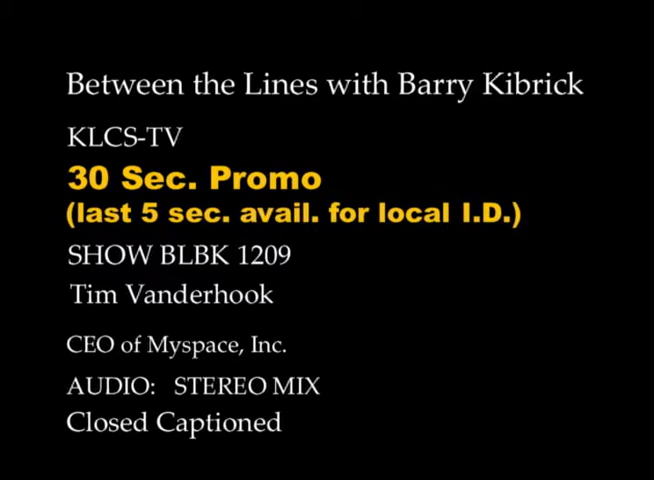 Between the Lines with Barry Kibrick
KLCS-TV
30 Sec. Promo
(last 5 sec. avail. for local I.D.)
SHOW BLBK 1209
Tim Vanderhook
CEO of Myspace, Inc.
AUDIO: STEREO MIX
Closed Captioned